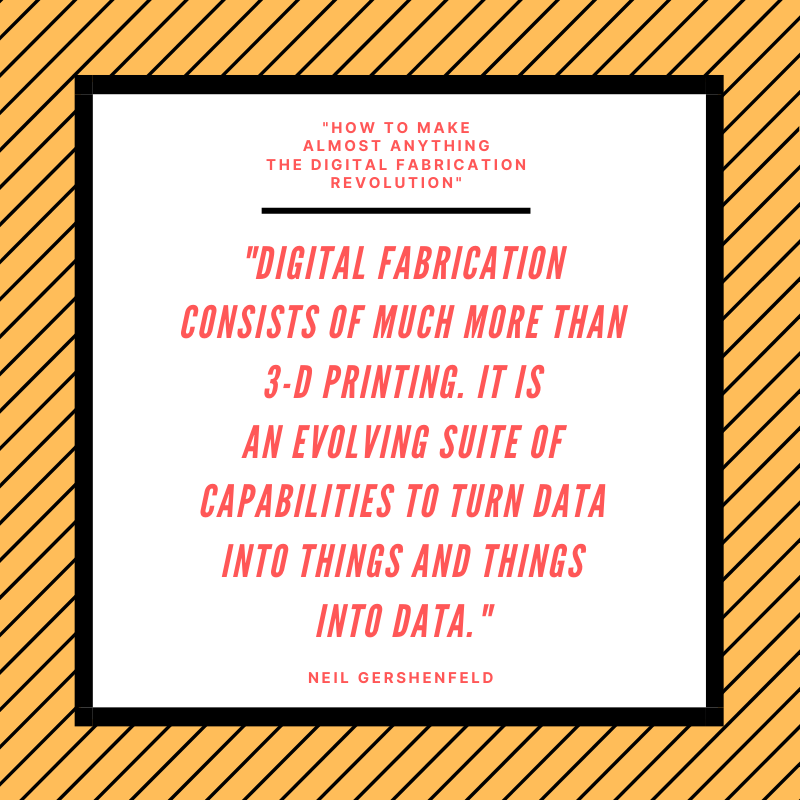 "HOW TO MAKE
ALMOST ANYTHING
THE DIGITAL FABRICATION
REVOLUTION"
"DIGITAL FABRICATION
CONSISTS OF MUCH MORE THAN
3-D PRINTING. IT IS
AN EVOLVING SUITE OF
CAPABILITIES TO TURN DATA
INTO THINGS AND THINGS
INTO DATA."
NEIL GERSHENFELD